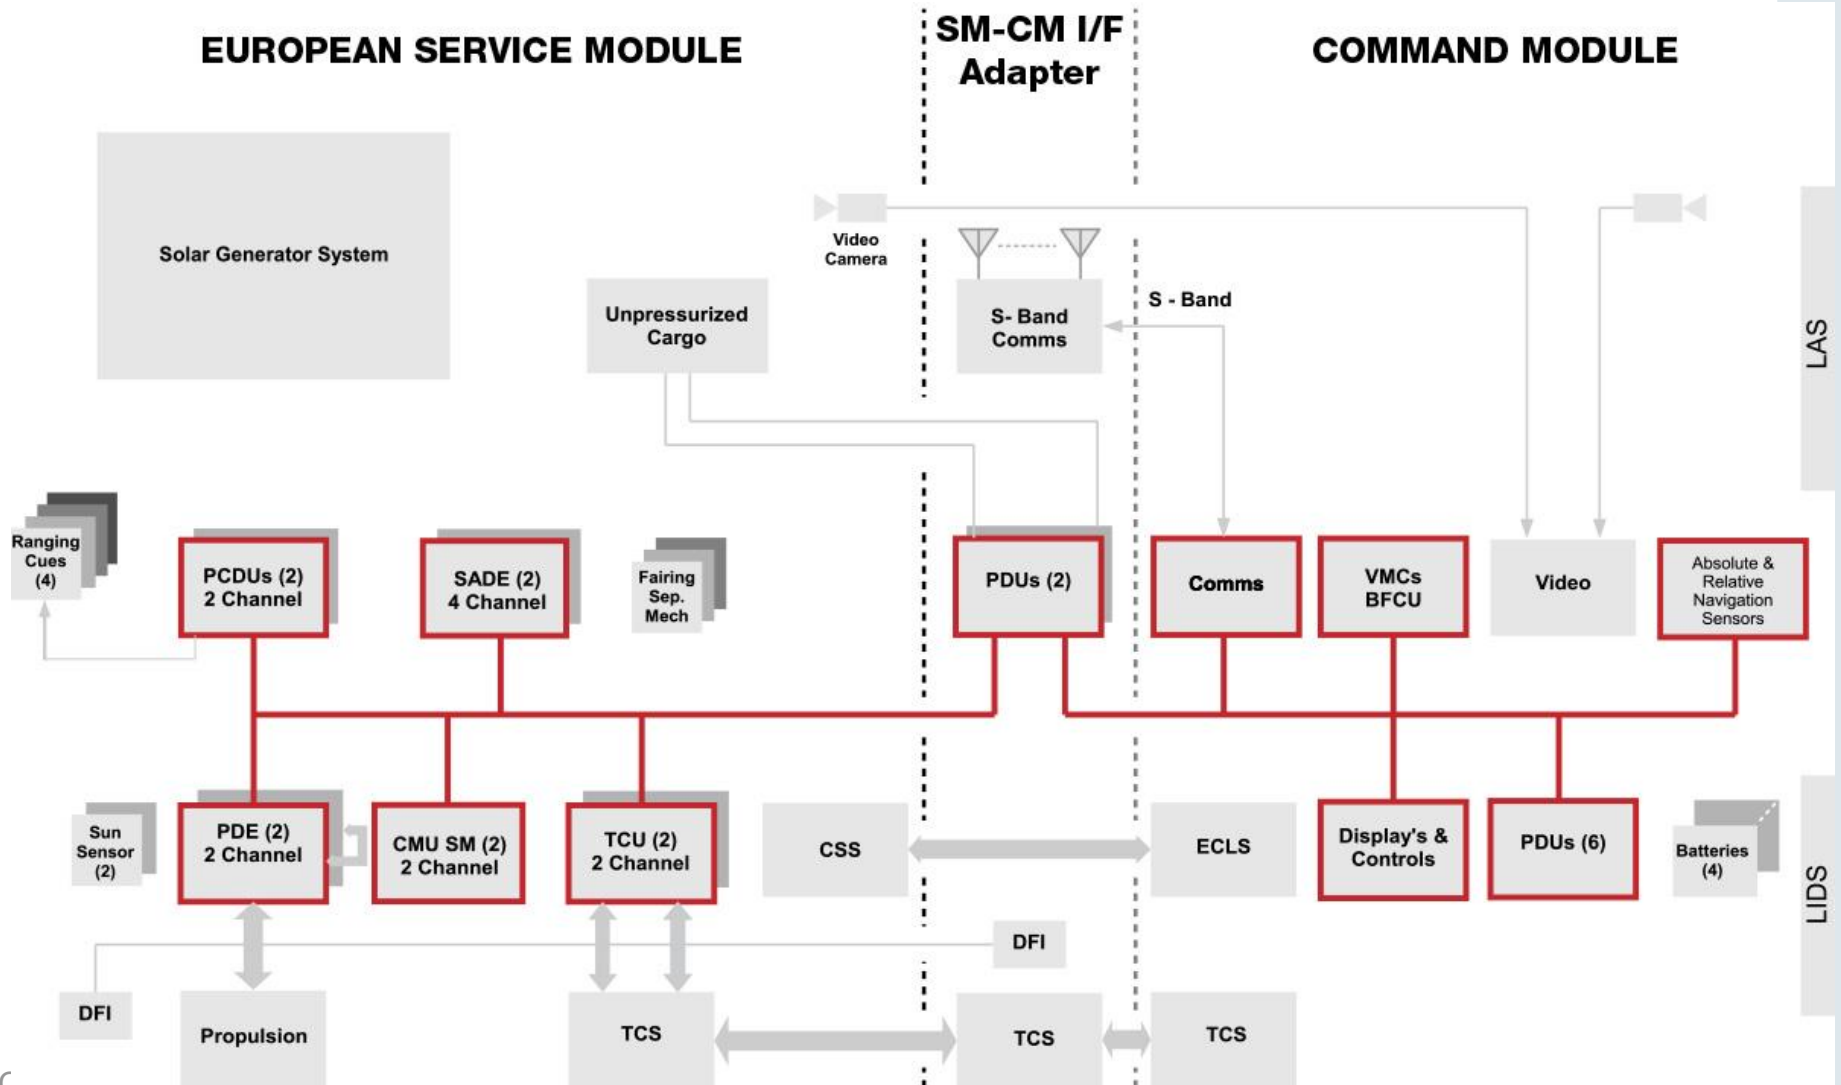 EUROPEAN SERVICE MODULE
SM-CM I/F
Adapter
COMMAND MODULE
Solar Generator System
Video
Camera
Unpressurized
Cargo
S- Band
Comms
S - Band
LAS
Ranging
Cues
(4)
PCDUs (2)
2 Channel
SADE (2)
4 Channel
Fairing
Sep.
Mech
PDUs (2)
Comms
VMCs
BFCU
Video
Absolute &
Relative
Navigation
Sensors
Sun
Sensor
(2)
PDE (2)
2 Channel
CMU SM (2)
2 Channel
TCU (2)
2 Channel
CSS
ECLS
Display's &
Controls
PDUs (6)
Batteries
(4)
LIDS
DFI
DFI
Propulsion
TCS
TCS
TCS